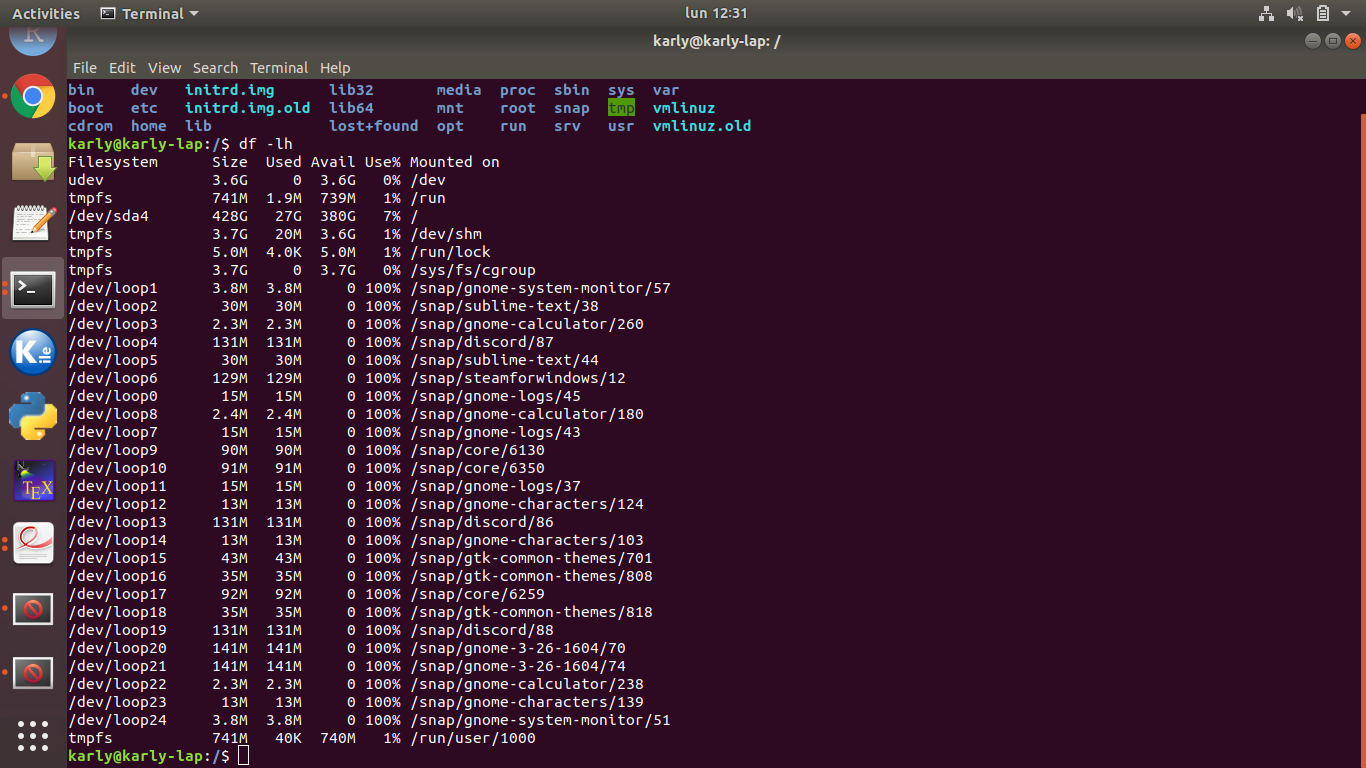 Activities Terminal lun 12:31
karly@karly-lap: /
File Edit View Search Terminal Help
bin dev initrd.img lib32 media proc sbin sys var
boot etc initrd.img.old lib64 mnt root snap tmp vmlinuz
cdrom home lib lost+found opt run srv usr vmlinuz.old
karly@karly-lap:/$ df -lh
Filesystem Size Used Avail Use% Mounted on
udev 3.6G 0 3.6G 0% /dev
tmpfs 741M 1.9M 739M 1% /run
/dev/sda4 428G 27G 380G 7% /
tmpfs 3.7G 20M 3.6G 1% /dev/shm
tmpfs 5.0M 4.0K 5.0M 1% /run/lock
tmpfs 3.7G 0 3.7G 0% /sys/fs/cgroup
/dev/loop1 3.8M 3.8M 0 100% /snap/gnome-system-monitor/57
/dev/loop2 30M 30M 0 100% /snap/sublime-text/38
/dev/loop3 2.3M 2.3M 0 100% /snap/gnome-calculator/260
/dev/loop4 131M 131M 0 100% /snap/discord/87
/dev/loop5 30M 30M 0 100% /snap/sublime-text/44
/dev/loop6 129M 129M 0 100% /snap/steamforwindows/12
/dev/loop0 15M 15M 0 100% /snap/gnome-logs/45
/dev/loop8 2.4M 2.4M 0 100% /snap/gnome-calculator/180
/dev/loop7 15M 15M 0 100% /snap/gnome-logs/43
/dev/loop9 90M 90M 0 100% /snap/core/6130
/dev/loop10 91M 91M 0 100% /snap/core/6350
/dev/loop11 15M 15M 0 100% /snap/gnome-logs/37
/dev/loop12 13M 13M 0 100% /snap/gnome-characters/124
/dev/loop13 131M 131M 0 100% /snap/discord/86
/dev/loop14 13M 13M 0 100% /snap/gnome-characters/103
/dev/loop15 43M 43M 0 100% /snap/gtk-common-themes/701
/dev/loop16 35M 35M 0 100% /snap/gtk-common-themes/808
/dev/loop17 92M 92M 0 100% /snap/core/6259
/dev/loop18 35M 35M 0 100% /snap/gtk-common-themes/818
/dev/loop19 131M 131M 0 100% /snap/discord/88
/dev/loop20 141M 141M 0 100% /snap/gnome-3-26-1604/70
/dev/loop21 141M 141M 0 100% /snap/gnome-3-26-1604/74
/dev/loop22 2.3M 2.3M 0 100% /snap/gnome-calculator/238
/dev/loop23 13M 13M 0 100% /snap/gnome-characters/139
/dev/loop24 3.8M 3.8M 0 100% /snap/gnome-system-monitor/51
tmpfs 741M 40K 740M 1% /run/user/1000
karly@karly-lap:/$
R
Kile
TEX